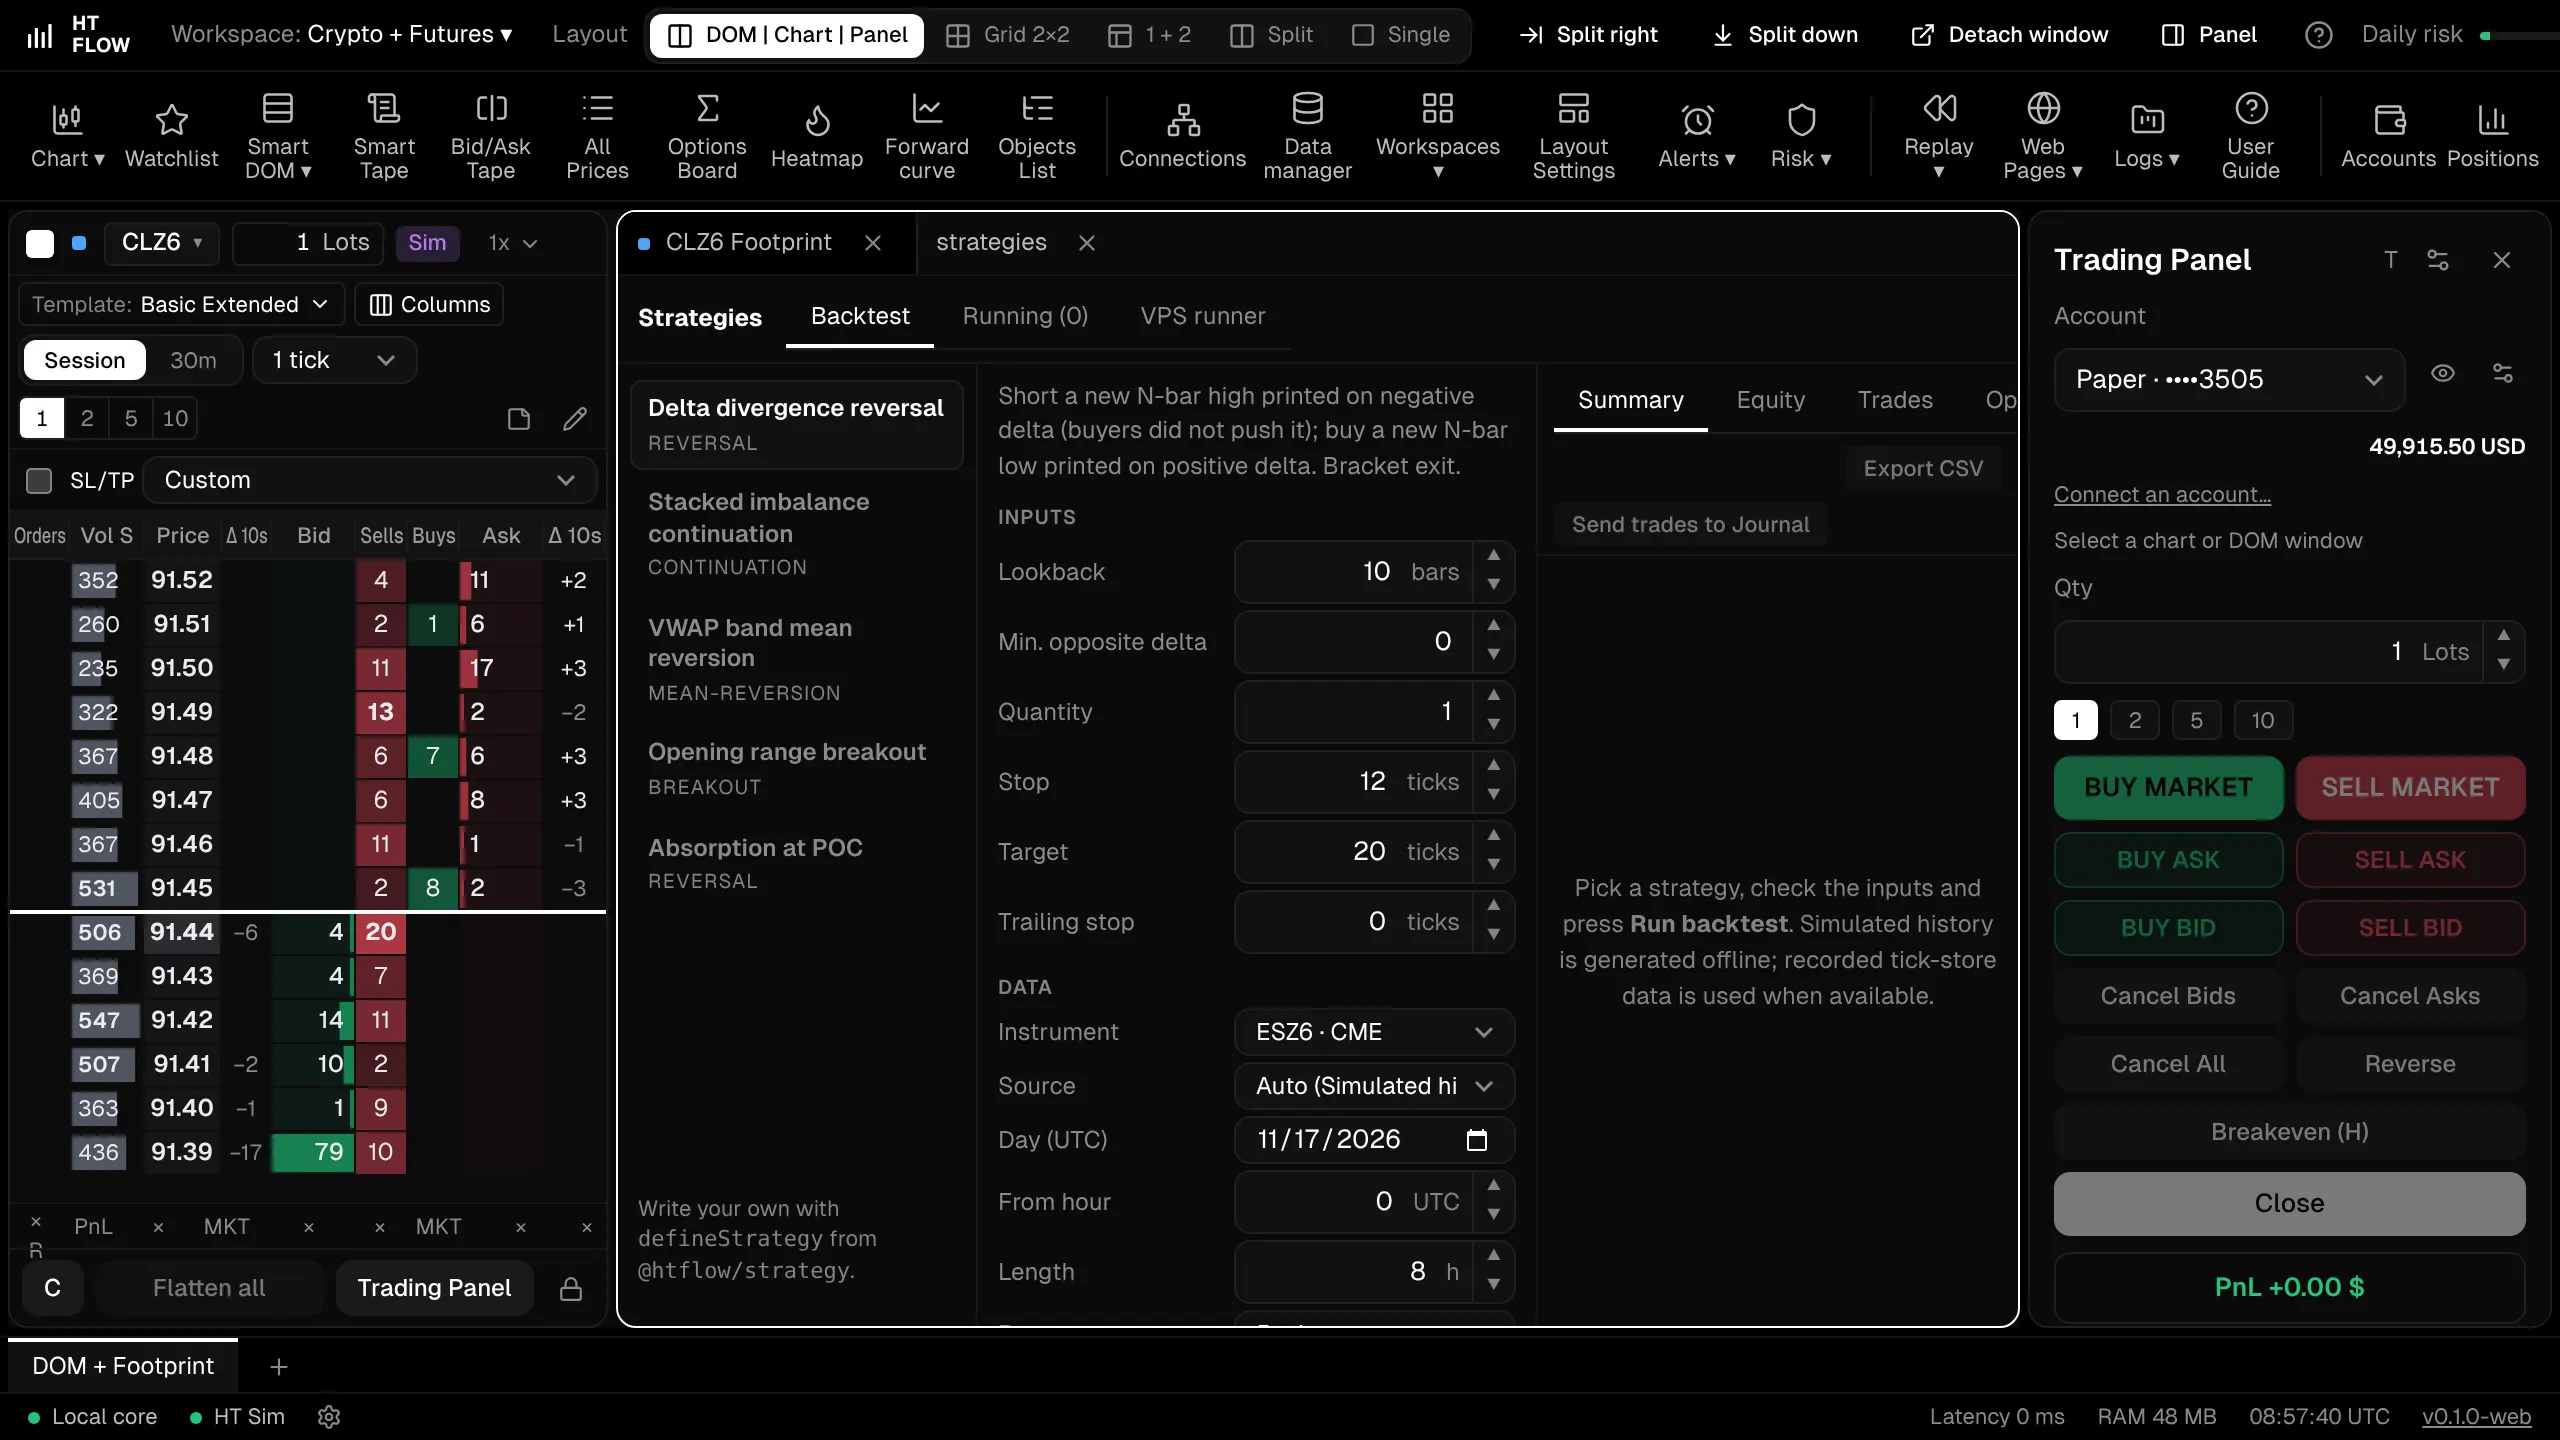 HT FLOW
Workspace: Crypto + Futures ▾
Layout
DOM | Chart | Panel
Grid 2×2
1 + 2
Split
Single
Split right
Split down
Detach window
Panel
Daily risk
Chart ▾
Watchlist
Smart DOM ▾
Smart Tape
Bid/Ask Tape
All Prices
Options Board
Heatmap
Forward curve
Objects List
Connections
Data manager
Workspaces ▾
Layout Settings
Alerts ▾
Risk ▾
Replay ▾
Web Pages ▾
Logs ▾
User Guide
Accounts
Positions
CLZ6 ▾
1 Lots
Sim
1x
Template: Basic Extended
Columns
Session
30m
1 tick
1 2 5 10
SL/TP
Custom
Orders Vol S Price Δ 10s Bid Sells Buys Ask Δ 10s
352 91.52 4 11 +2
260 91.51 2 1 6 +1
235 91.50 11 17 +3
322 91.49 13 2 −2
367 91.48 6 7 6 +3
405 91.47 6 8 +3
367 91.46 11 1 −1
531 91.45 2 8 2 −3
506 91.44 −6 4 20
369 91.43 4 7
547 91.42 14 11
507 91.41 −2 10 2
363 91.40 −1 1 9
436 91.39 −17 79 10
× PnL × MKT × × MKT × ×
C
Flatten all
Trading Panel
CLZ6 Footprint ×
strategies ×
Strategies
Backtest
Running (0)
VPS runner
Delta divergence reversal
REVERSAL
Stacked imbalance
continuation
CONTINUATION
VWAP band mean
reversion
MEAN-REVERSION
Opening range breakout
BREAKOUT
Absorption at POC
REVERSAL
Write your own with
defineStrategy from
@htflow/strategy.
Short a new N-bar high printed on negative
delta (buyers did not push it); buy a new N-bar
low printed on positive delta. Bracket exit.
INPUTS
Lookback 10 bars
Min. opposite delta 0
Quantity 1
Stop 12 ticks
Target 20 ticks
Trailing stop 0 ticks
DATA
Instrument ESZ6 · CME
Source Auto (Simulated hi
Day (UTC) 11/17/2026
From hour 0 UTC
Length 8 h
Summary
Equity
Trades
Op
Export CSV
Send trades to Journal
Pick a strategy, check the inputs and
press Run backtest. Simulated history
is generated offline; recorded tick-store
data is used when available.
Trading Panel
T
Account
Paper · ••••3505
49,915.50 USD
Connect an account…
Select a chart or DOM window
Qty
1 Lots
1 2 5 10
BUY MARKET
SELL MARKET
BUY ASK
SELL ASK
BUY BID
SELL BID
Cancel Bids
Cancel Asks
Cancel All
Reverse
Breakeven (H)
Close
PnL +0.00 $
DOM + Footprint +
Local core
HT Sim
Latency 0 ms
RAM 48 MB
08:57:40 UTC
v0.1.0-web